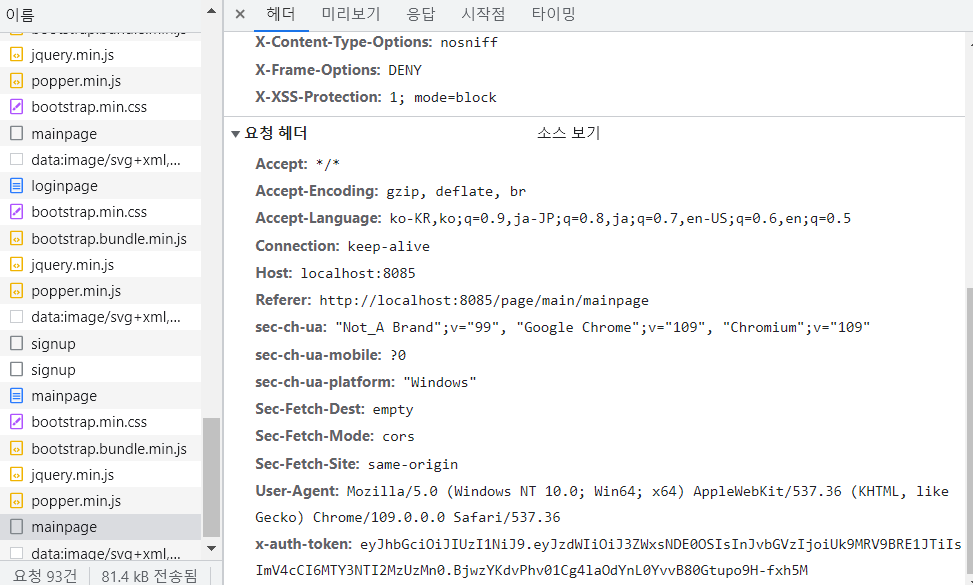 이름
bootstrap.bundle.min.js
jquery.min.js
popper.min.js
bootstrap.min.css
mainpage
data:image/svg+xml,...
loginpage
bootstrap.min.css
bootstrap.bundle.min.js
jquery.min.js
popper.min.js
data:image/svg+xml,...
signup
signup
mainpage
bootstrap.min.css
bootstrap.bundle.min.js
jquery.min.js
popper.min.js
mainpage
data:image/svg+xml,...
요청 93건 81.4 kB 전송됨
× 헤더 미리보기 응답 시작점 타이밍
X-Content-Type-Options: nosniff
X-Frame-Options: DENY
X-XSS-Protection: 1; mode=block
▼ 요청 헤더 소스 보기
Accept: */*
Accept-Encoding: gzip, deflate, br
Accept-Language: ko-KR,ko;q=0.9,ja-JP;q=0.8,ja;q=0.7,en-US;q=0.6,en;q=0.5
Connection: keep-alive
Host: localhost:8085
Referer: http://localhost:8085/page/main/mainpage
sec-ch-ua: "Not_A Brand";v="99", "Google Chrome";v="109", "Chromium";v="109"
sec-ch-ua-mobile: ?0
sec-ch-ua-platform: "Windows"
Sec-Fetch-Dest: empty
Sec-Fetch-Mode: cors
Sec-Fetch-Site: same-origin
User-Agent: Mozilla/5.0 (Windows NT 10.0; Win64; x64) AppleWebKit/537.36 (KHTML, like
Gecko) Chrome/109.0.0.0 Safari/537.36
x-auth-token: eyJhbGciOiJIUzI1NiJ9.eyJzdWIiOiJ3ZWxsNDE0OSIsInJvbGVzIjoiUk9MRV9BRE1JTiIs
ImV4cCI6MTY3NTI2MzUzMn0.BjwzYKdvPhv01Cg4laOdYnL0YvvB80Gtupo9H-fxh5M